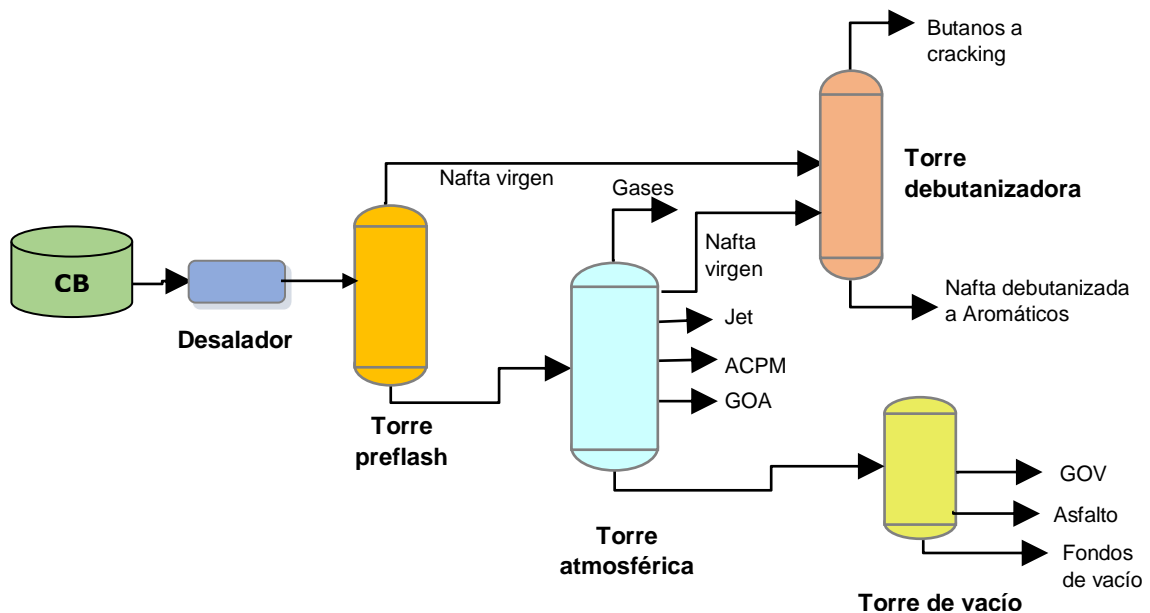 Butanos a
cracking
Torre
debutanizadora
Nafta virgen
Gases
Nafta
virgen
CB
Desalador
Nafta debutanizada
a Aromáticos
Jet
ACPM
GOA
Torre
preflash
GOV
Asfalto
Fondos
de vacío
Torre
atmosférica
Torre de vacío